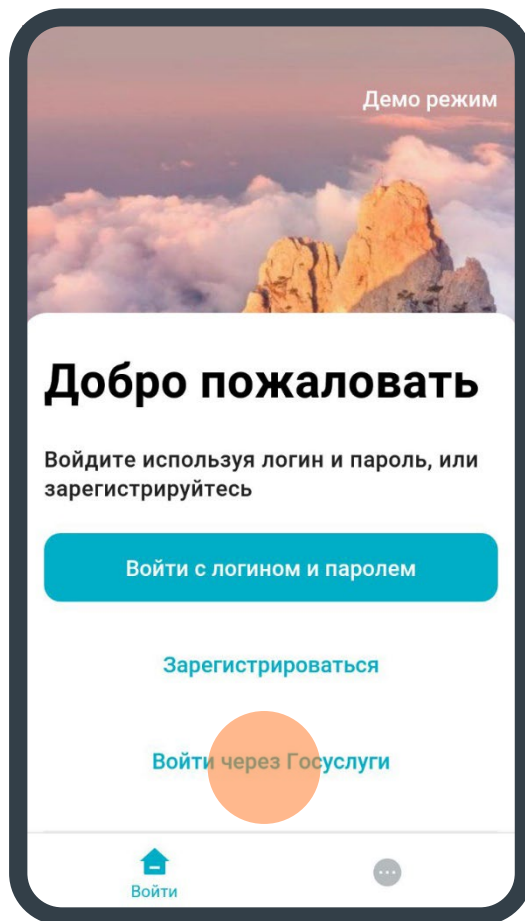 Демо режим
Добро пожаловать
Войдите используя логин и пароль, или
зарегистрируйтесь
Войти с логином и паролем
Зарегистрироваться
Войти через Госуслуги
Войти